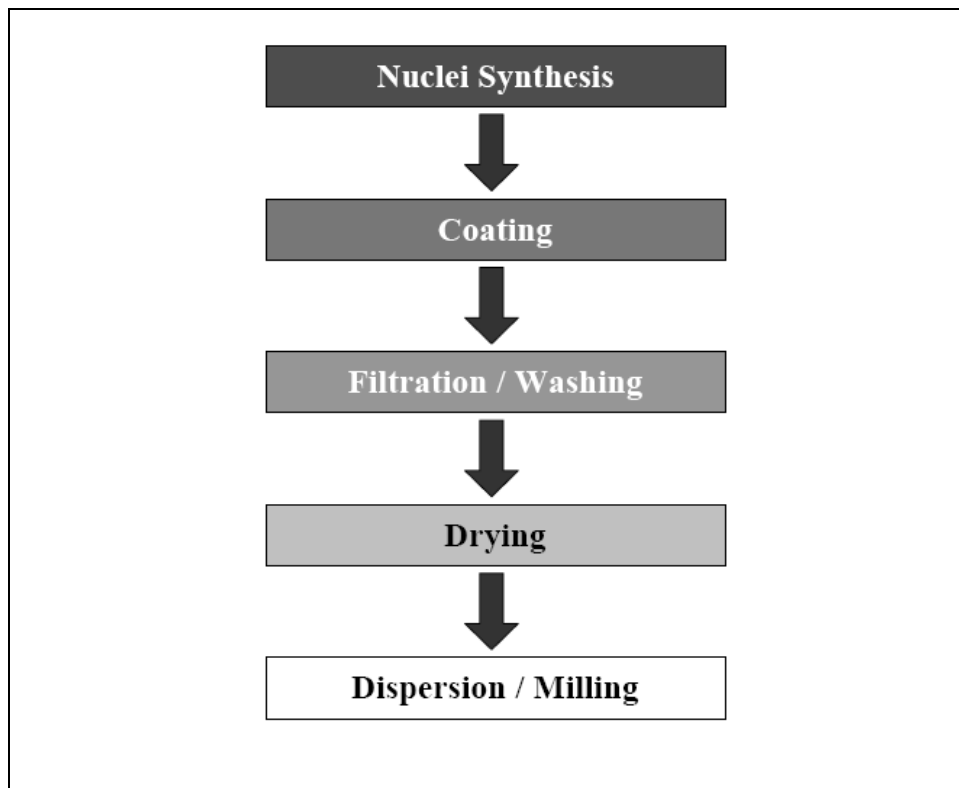 Nuclei Synthesis
Coating
Filtration / Washing
Drying
Dispersion / Milling